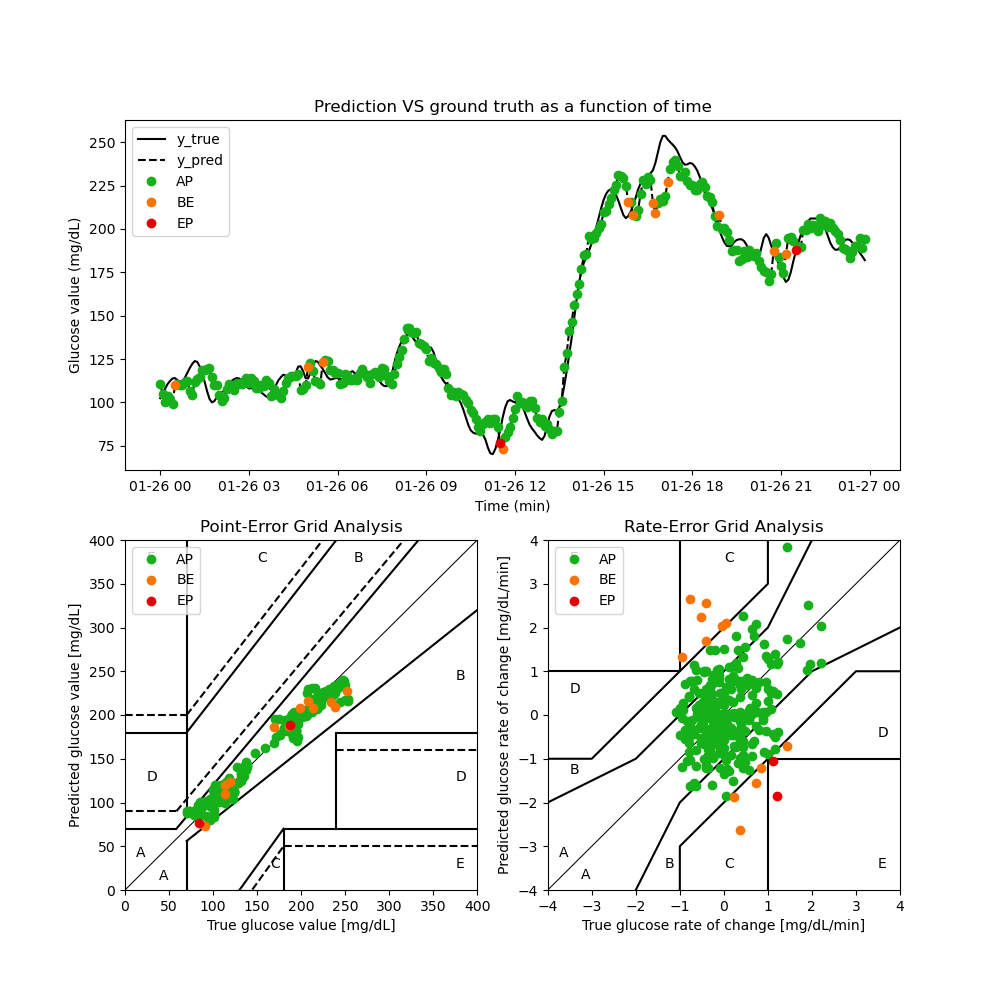 Prediction VS ground truth as a function of time
y_true
y_pred
AP
BE
EP
Glucose value (mg/dL)
250
225
200
175
150
125
100
75
01-26 00 01-26 03 01-26 06 01-26 09 01-26 12 01-26 15 01-26 18 01-26 21 01-27 00
Time (min)
Point-Error Grid Analysis
AP
BE
EP
C
B
B
D
D
A
A
C
E
Predicted glucose value [mg/dL]
400
350
300
250
200
150
100
50
0
0 50 100 150 200 250 300 350 400
True glucose value [mg/dL]
Rate-Error Grid Analysis
AP
BE
EP
C
D
D
B
A
A
B
C
E
Predicted glucose rate of change [mg/dL/min]
4
3
2
1
0
−1
−2
−3
−4
−4 −3 −2 −1 0 1 2 3 4
True glucose rate of change [mg/dL/min]